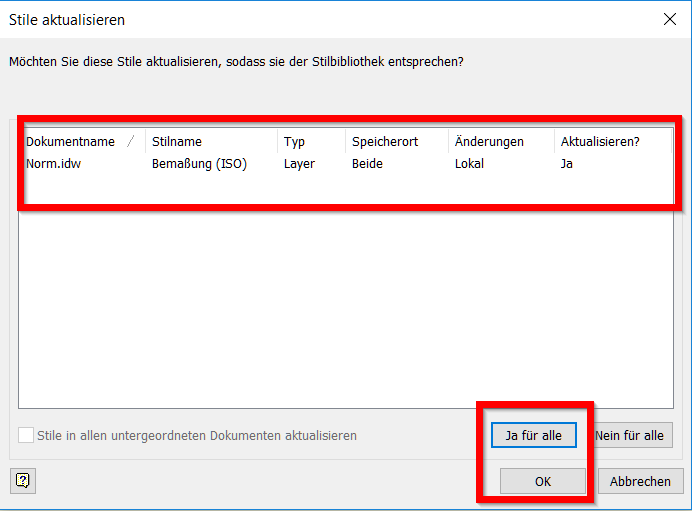 Stile aktualisieren
Möchten Sie diese Stile aktualisieren, sodass sie der Stilbibliothek entsprechen?
Dokumentname Stilname Typ Speicherort Änderungen Aktualisieren?
Norm.idw Bemaßung (ISO) Layer Beide Lokal Ja
Stile in allen untergeordneten Dokumenten aktualisieren Ja für alle Nein für alle
? OK Abbrechen